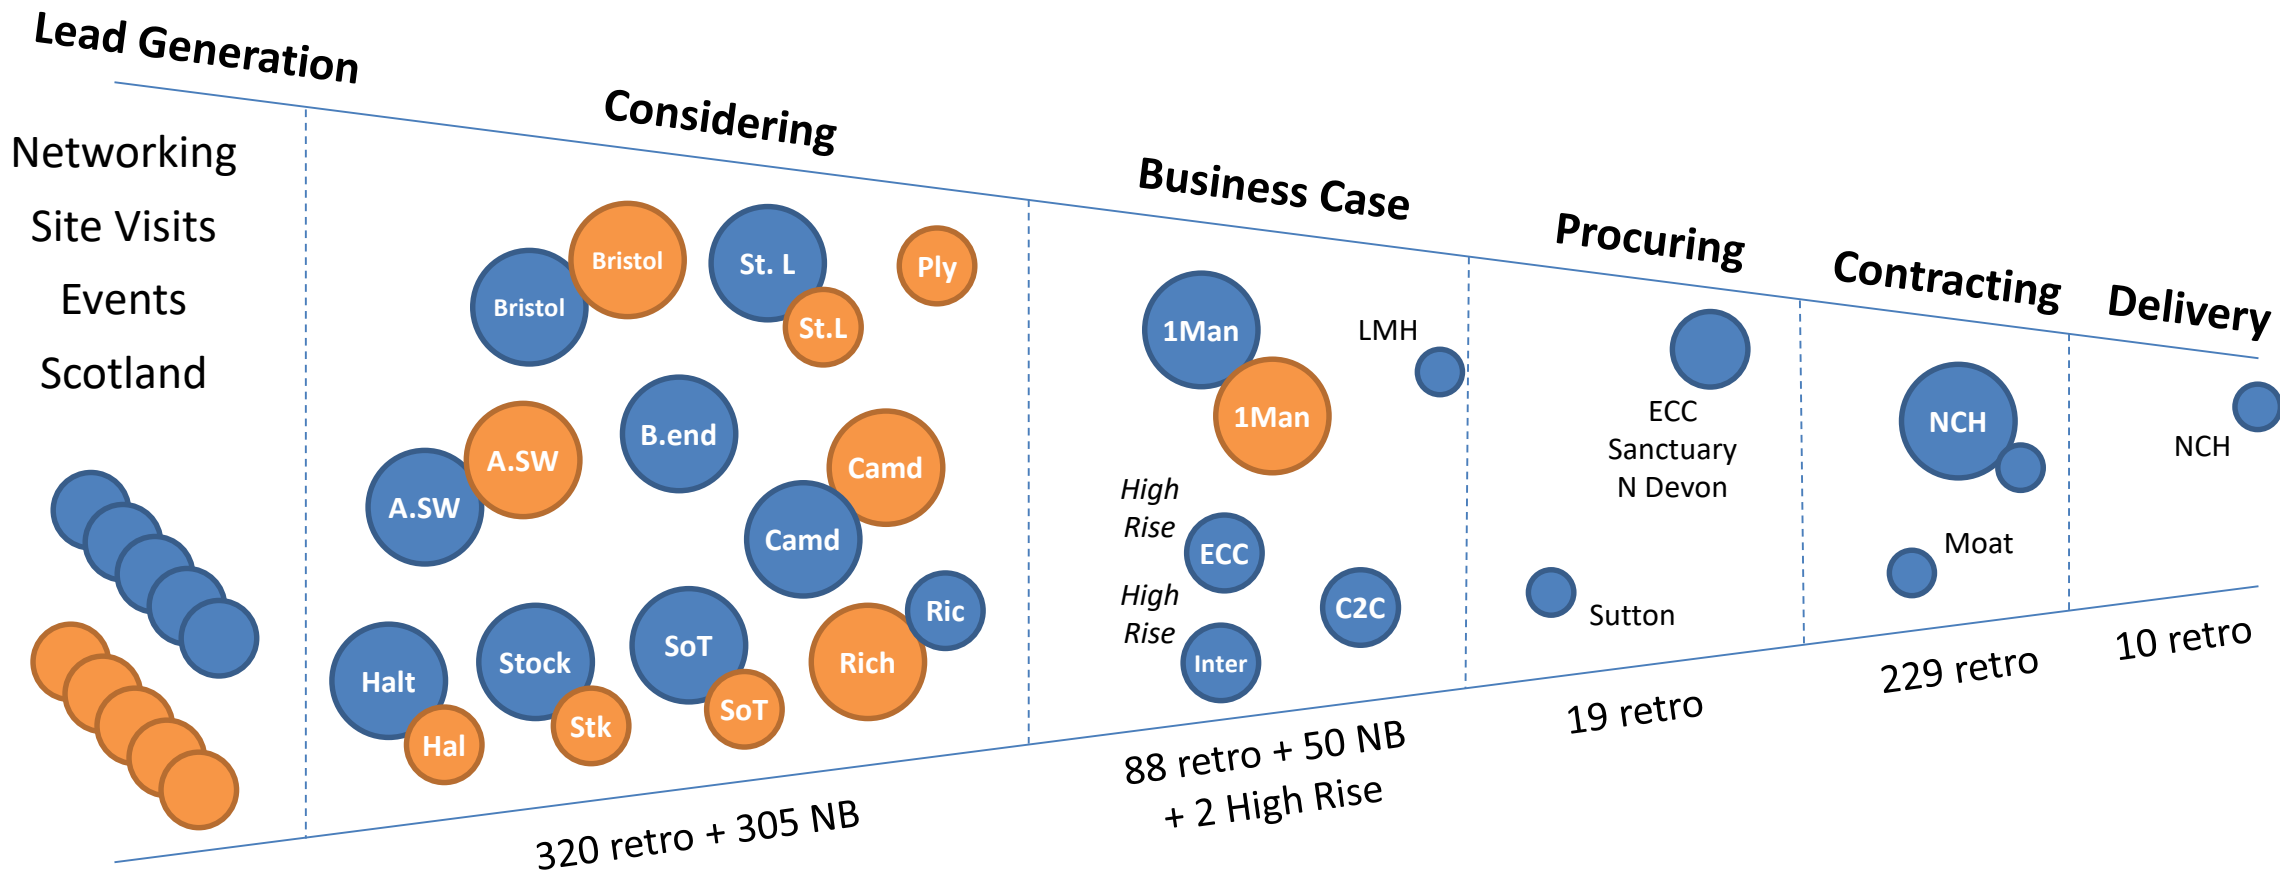 Lead Generation
Networking
Site Visits
Events
Scotland
Considering
Bristol
Bristol
St. L
St.L
Ply
A.SW
A.SW
B.end
Camd
Camd
Halt
Hal
Stock
Stk
SoT
SoT
Rich
Ric
320 retro + 305 NB
Business Case
1Man
1Man
LMH
High
Rise
ECC
High
Rise
Inter
C2C
88 retro + 50 NB
+ 2 High Rise
Procuring
ECC
Sanctuary
N Devon
Sutton
19 retro
Contracting
NCH
Moat
229 retro
Delivery
NCH
10 retro